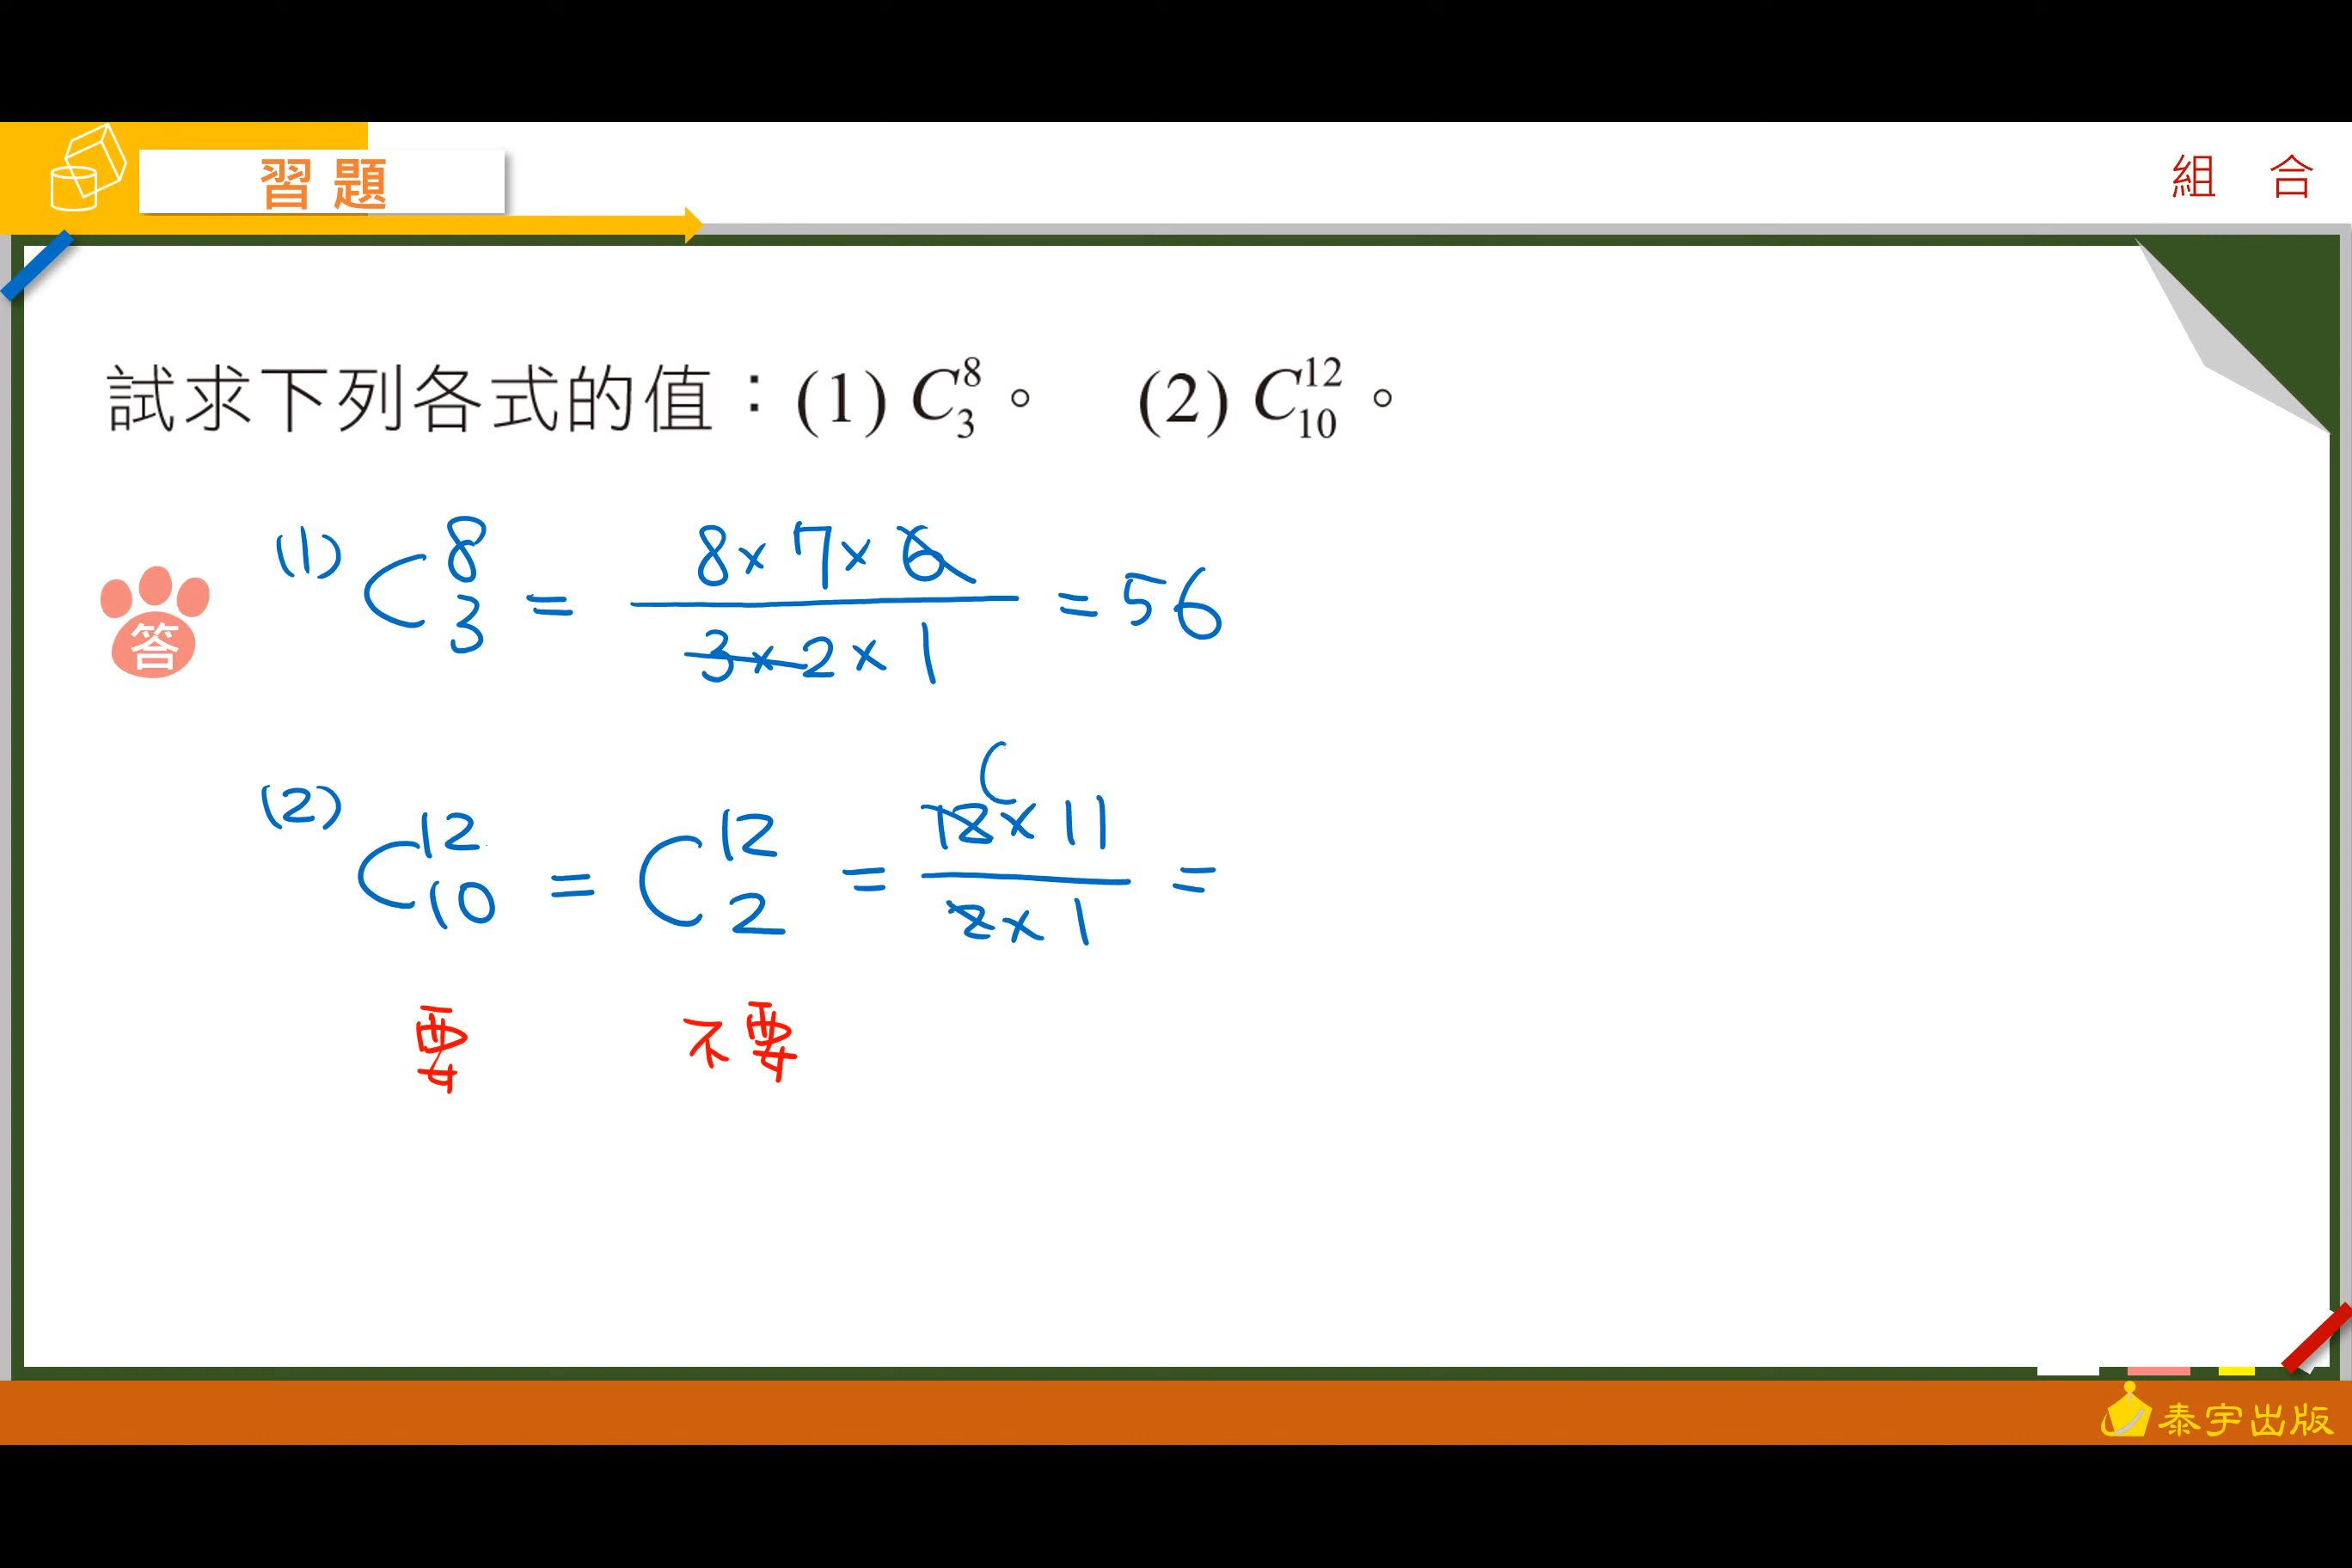 習題
組 合
試求下列各式的值：(1) C^8_3。 (2) C^12_10。
答
(1) C^8_3 = 8×7×6 / 3×2×1 = 56
(2) C^12_10 = C^12_2 = 12×11 / 2×1 =
要 不要
泰宇出版